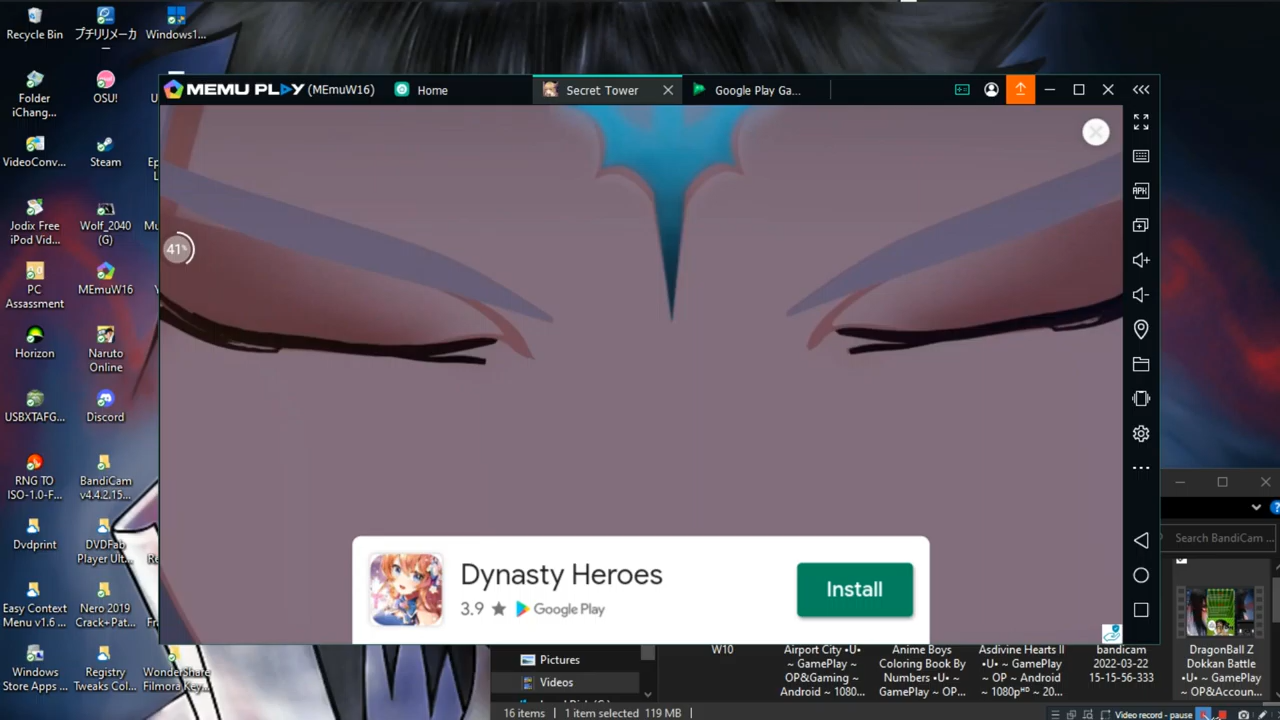 Recycle Bin
プチリリメーカー
Windows1...
Folder
iChang...
OSU!
VideoConv...
Steam
Ep
L
Jodix Free
iPod Vid...
Wolf_2040
(G)
Mu
PC
Assassment
MEmuW16
Horizon
Naruto
Online
USBXTAFG...
Discord
RNG TO
ISO-1.0-F...
BandiCam
v4.4.2.15...
Dvdprint
DVDFab
Player Ult...
Re
Easy Context
Menu v1.6 ...
Nero 2019
Crack+Pat...
Windows
Store Apps ...
Registry
Tweaks Col...
WonderShare
Filmora Key...
MEMU PLAY (MEmuW16)
Home
Secret Tower
Google Play Ga...
41%
APK
Dynasty Heroes
3.9 ★ Google Play
Install
Search BandiCam ...
Pictures
Videos
W10
Airport City •U•
~ GamePlay ~
OP&Gaming ~
Android ~ 1080...
Anime Boys
Coloring Book By
Numbers •U•
~ GamePlay ~ OP...
Asdivine Hearts II
•U• ~ GamePlay
~ OP ~ Android
~ 1080pᴴᴰ ~ 20...
bandicam
2022-03-22
15-15-56-333
DragonBall Z
Dokkan Battle
•U• ~ GamePlay
~ OP&Accoun...
16 items
1 item selected 119 MB
Video record - pause